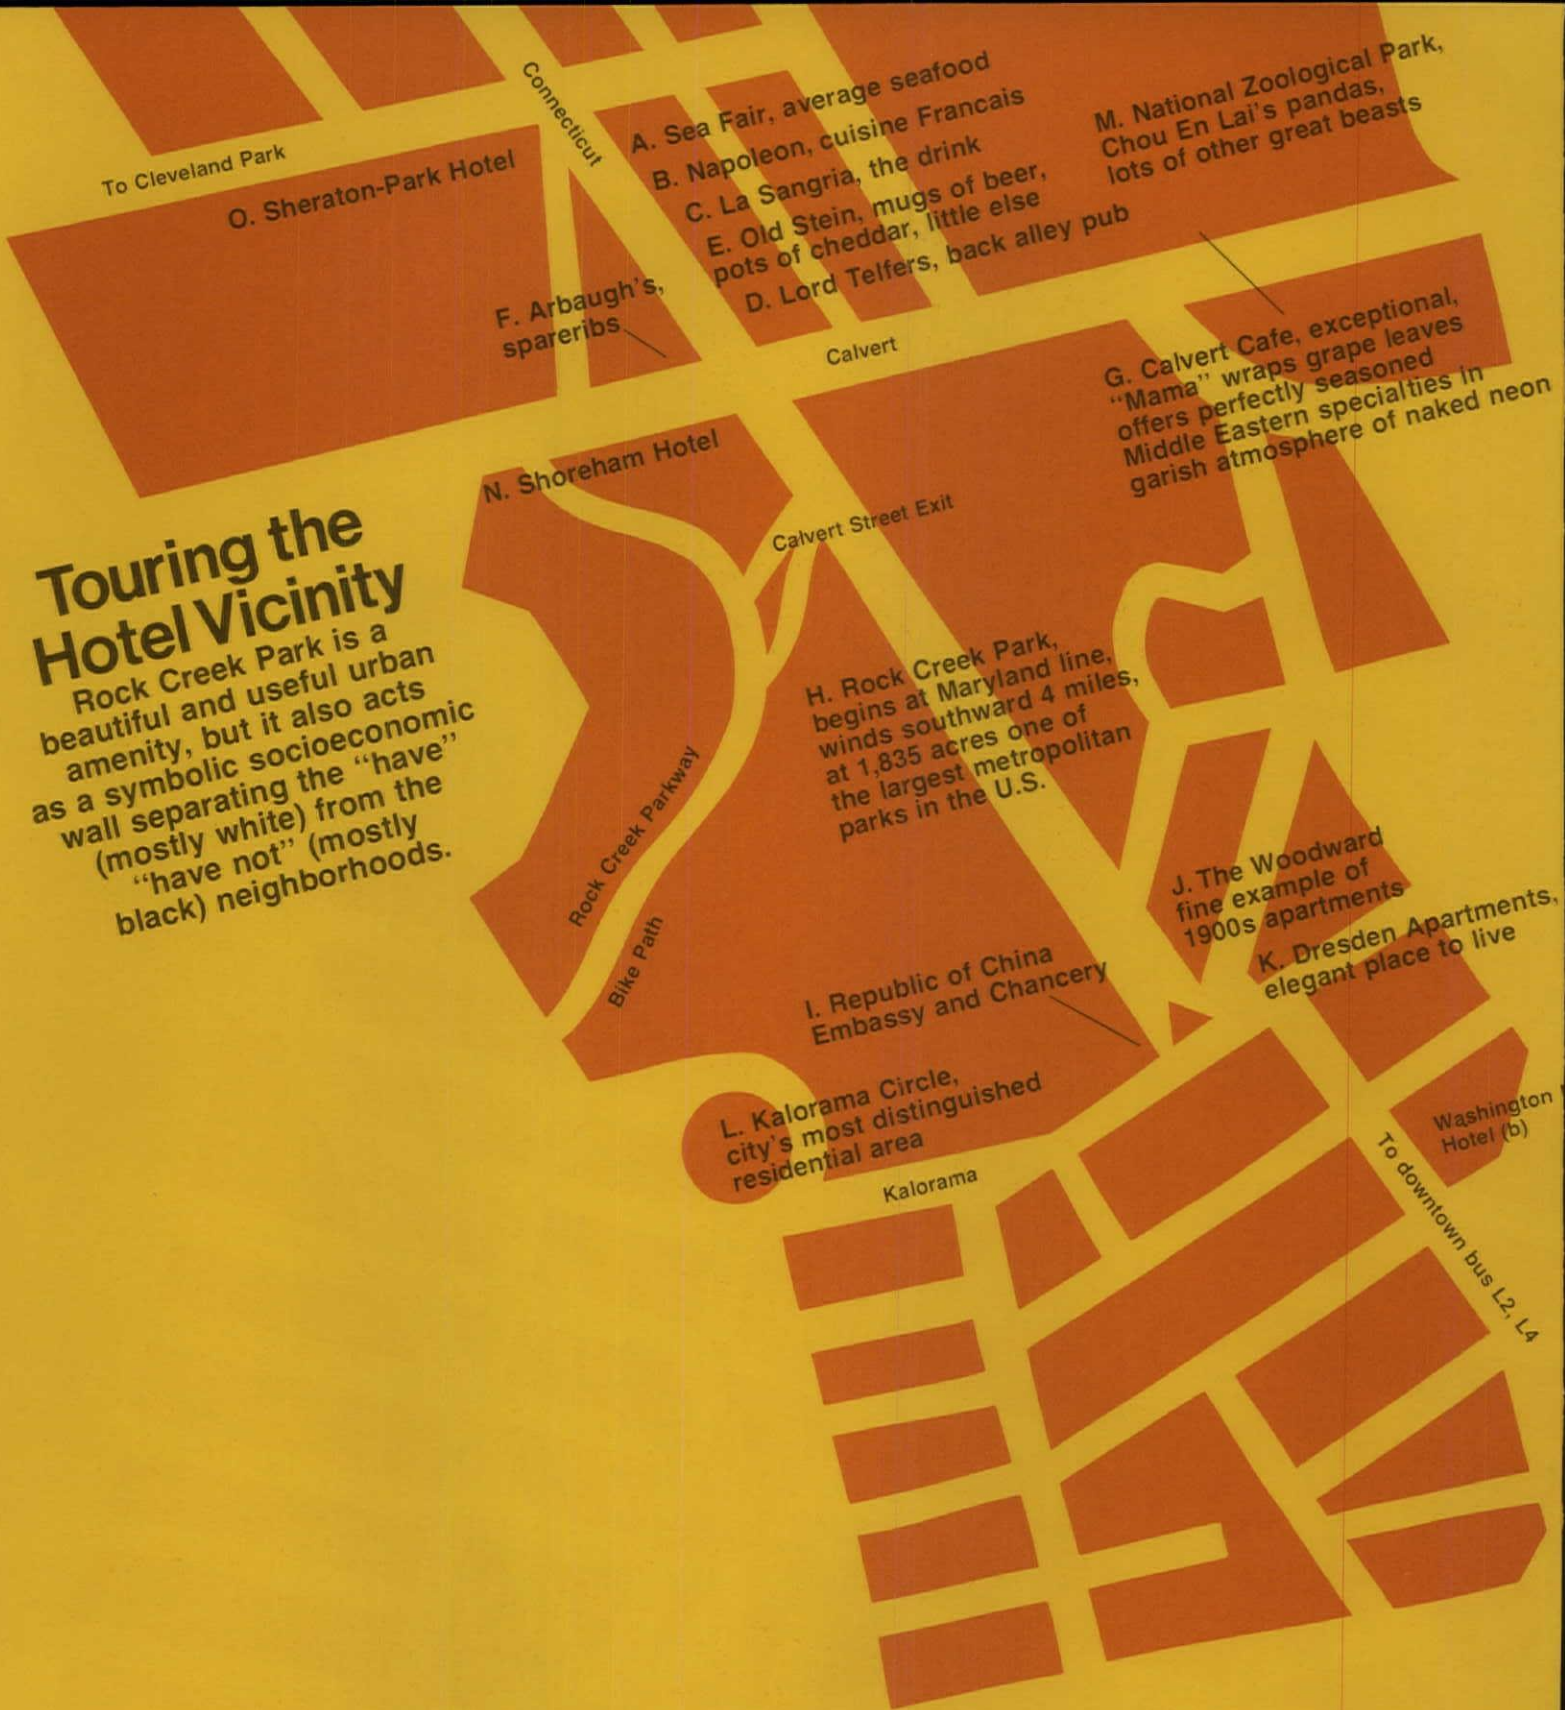 Connecticut
To Cleveland Park
O. Sheraton-Park Hotel
A. Sea Fair, average seafood
B. Napoleon, cuisine Francais
C. La Sangria, the drink
E. Old Stein, mugs of beer,
pots of cheddar, little else
D. Lord Telfers, back alley pub
M. National Zoological Park,
Chou En Lai's pandas,
lots of other great beasts
F. Arbaugh's,
spareribs
Calvert
G. Calvert Cafe, exceptional,
“Mama” wraps grape leaves
offers perfectly seasoned
Middle Eastern specialties in
garish atmosphere of naked neon
N. Shoreham Hotel
Calvert Street Exit
Touring the
Hotel Vicinity
Rock Creek Park is a
beautiful and useful urban
amenity, but it also acts
as a symbolic socioeconomic
wall separating the “have”
(mostly white) from the
“have not” (mostly
black) neighborhoods.
H. Rock Creek Park,
begins at Maryland line,
winds southward 4 miles,
at 1,835 acres one of
the largest metropolitan
parks in the U.S.
Rock Creek Parkway
Bike Path
J. The Woodward
fine example of
1900s apartments
K. Dresden Apartments,
elegant place to live
I. Republic of China
Embassy and Chancery
L. Kalorama Circle,
city's most distinguished
residential area
Kalorama
Washington
Hotel (b)
To downtown bus L2, L4